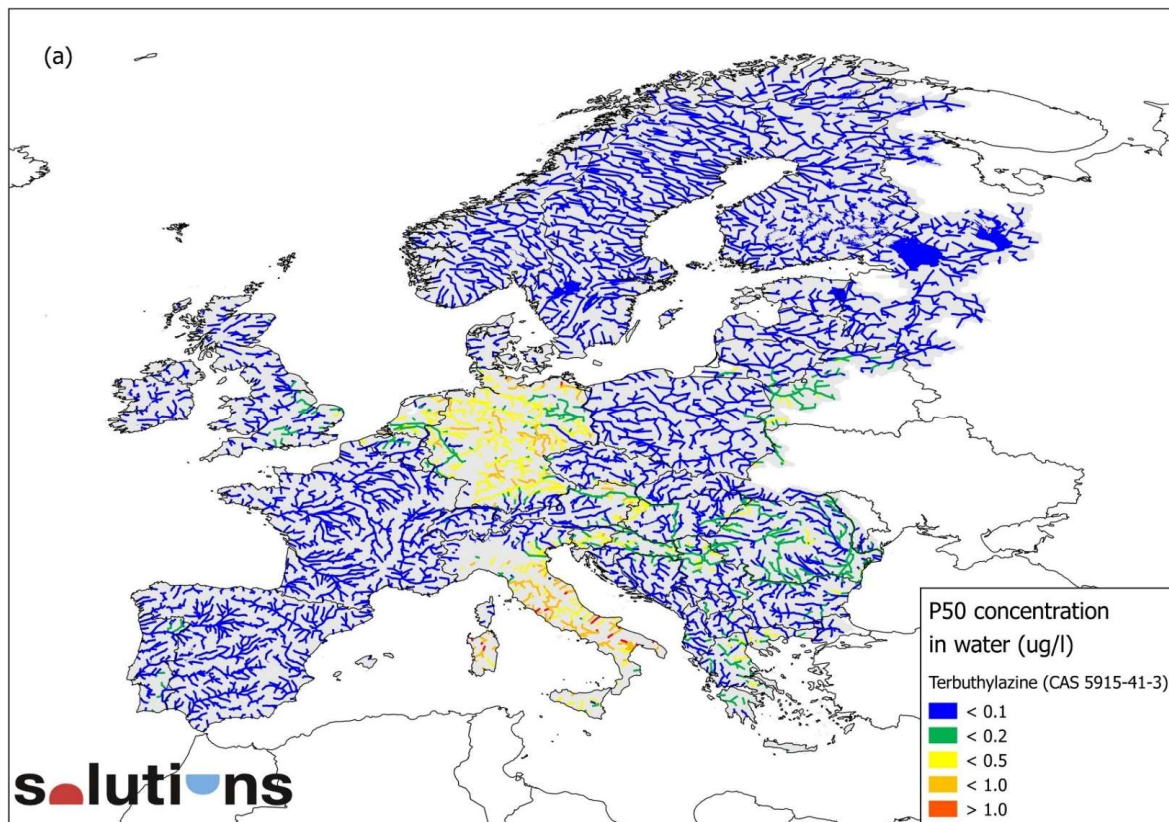 (a)
P50 concentration
in water (ug/l)
Terbuthylazine (CAS 5915-41-3)
< 0.1
< 0.2
< 0.5
< 1.0
> 1.0
solutions